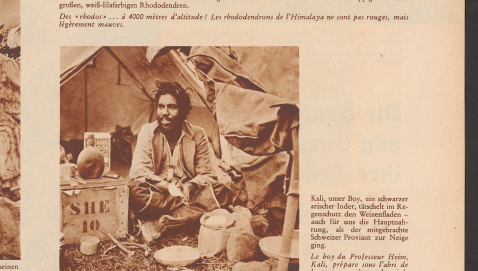 großen, weiß-lilafarbigen Rhododendren.
Des «rhodos» ... à 4000 mètres d'altitude ! Les rhododendrons de l'Himalaya ne sont pas rouges, mais
légèrement mauves.
SHE
10
Kali, unser Boy, ein schwarzer
arischer Inder, tätschelt im Re-
genschutz den Weizenfladen –
auch für uns die Hauptnah-
rung, als der mitgebrachte
Schweizer Proviant zur Neige
ging.
Le boy du Professeur Heim,
Kali, prépare sous l'abri de
seinen